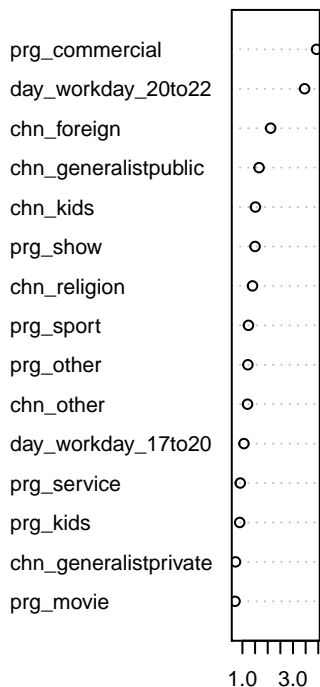 prg_commercial
day_workday_20to22
chn_foreign
chn_generalistpublic
chn_kids
prg_show
chn_religion
prg_sport
prg_other
chn_other
day_workday_17to20
prg_service
prg_kids
chn_generalistprivate
prg_movie
1.0 3.0